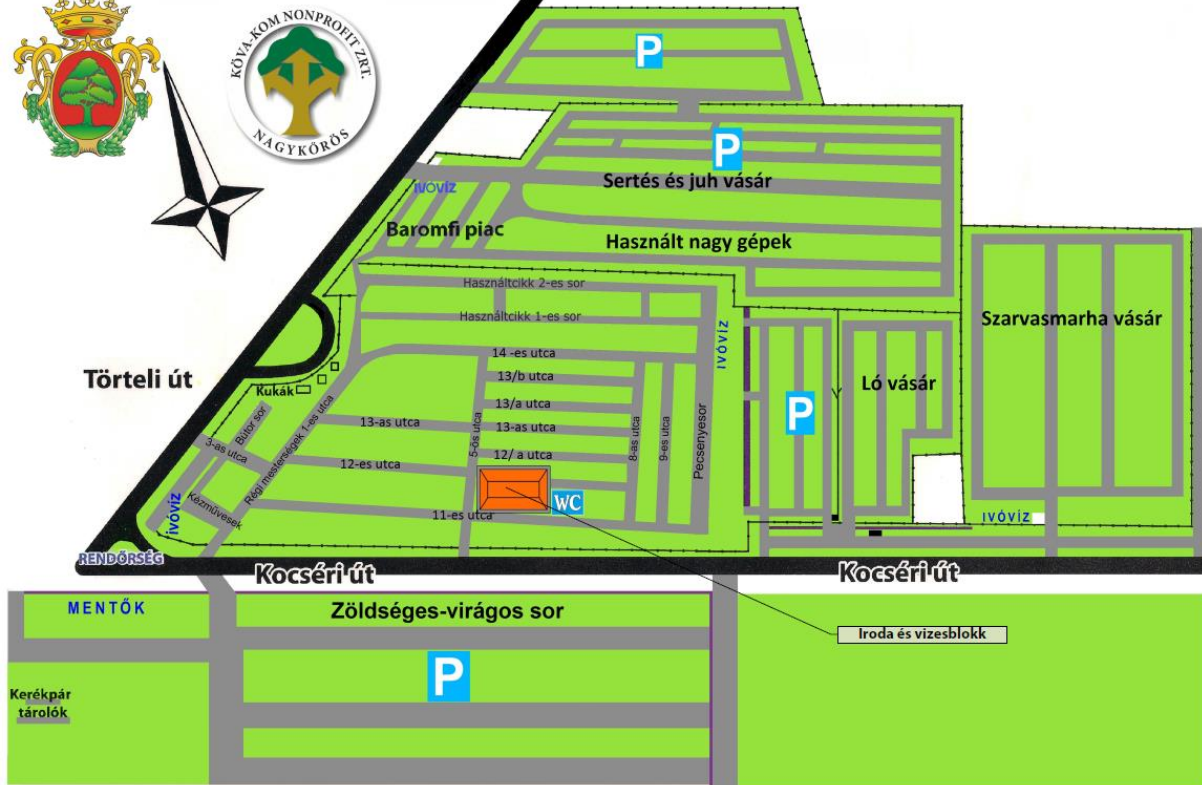 KÖVA-KOM NONPROFIT ZRT.
NAGYKŐRÖS
P
P
Sertés és juh vásár
IVÓVÍZ
Baromfi piac
Használt nagy gépek
Használtcikk 2-es sor
Használtcikk 1-es sor
Szarvasmarha vásár
IVÓVÍZ
14 -es utca
Törteli út
13/b utca
Ló vásár
Kukák
13/a utca
P
Bútor sor
Régi mesterségek 1-es utca
13-as utca
5-ös utca
13-as utca
8-as utca
9-es utca
Pecsenyesor
3-as utca
12/ a utca
12-es utca
WC
Kézművesek
ivóvíz
11-es utca
IVÓVÍZ
RENDŐRSÉG
Kocséri út
Kocséri út
MENTŐK
Zöldséges-virágos sor
Iroda és vizesblokk
P
Kerékpár
tárolók